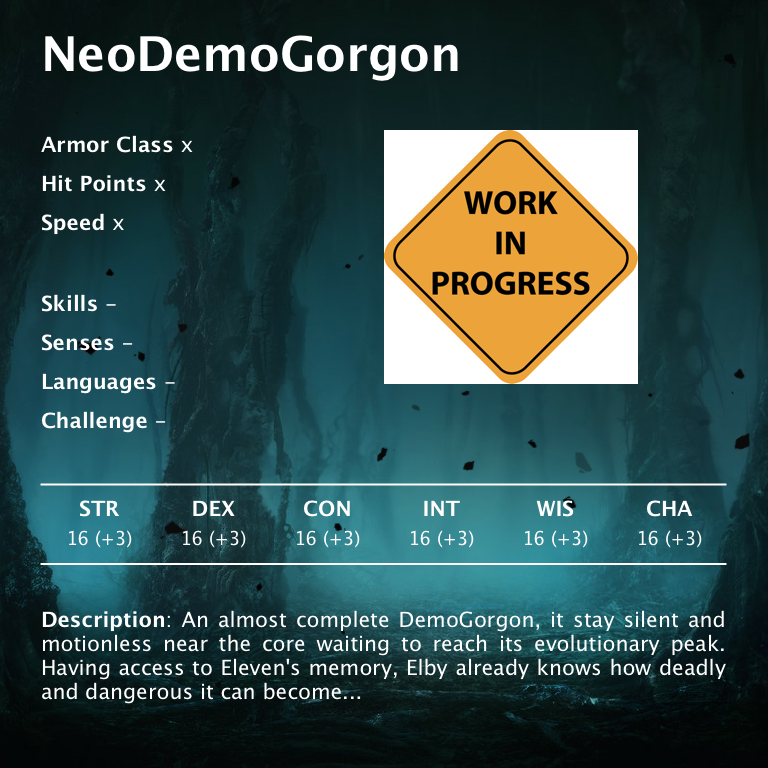 NeoDemoGorgon
Armor Class x
Hit Points x
Speed x
WORK
IN
PROGRESS
Skills –
Senses –
Languages –
Challenge –
STR DEX CON INT WIS CHA
16 (+3) 16 (+3) 16 (+3) 16 (+3) 16 (+3) 16 (+3)
Description: An almost complete DemoGorgon, it stay silent and
motionless near the core waiting to reach its evolutionary peak.
Having access to Eleven's memory, Elby already knows how deadly
and dangerous it can become...